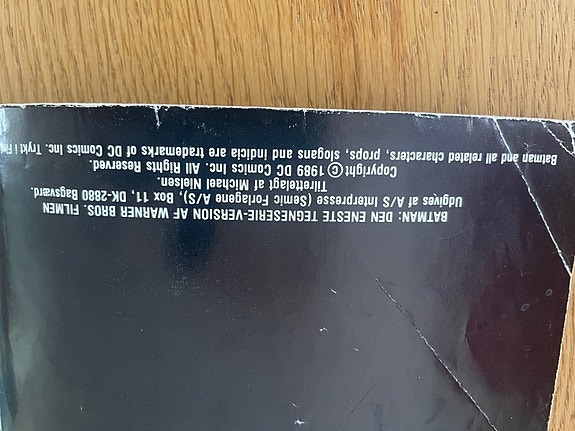 BATMAN: DEN ENESTE TEGNESERIE-VERSION AF WARNER BROS. FILMEN
Udgives af A/S Interpresse (Semic Forlagene A/S), Box 11, DK-2880 Bagsværd.
Tilrettelagt af Michael Nielsen.
Copyright © 1989 DC Comics Inc. All Rights Reserved.
Batman and all related characters, slogans and indicia are trademarks of DC Comics Inc. Trykt i